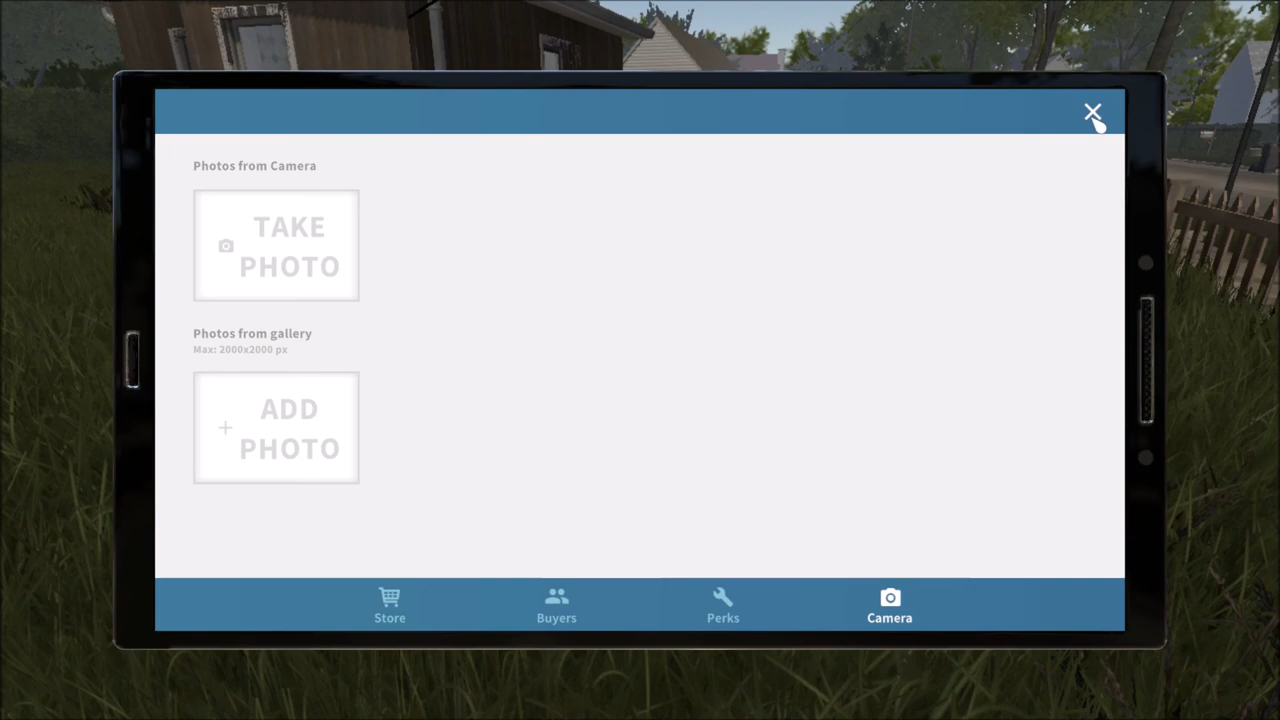 Photos from Camera
TAKE
PHOTO
Photos from gallery
Max: 2000x2000 px
ADD
PHOTO
Store
Buyers
Perks
Camera